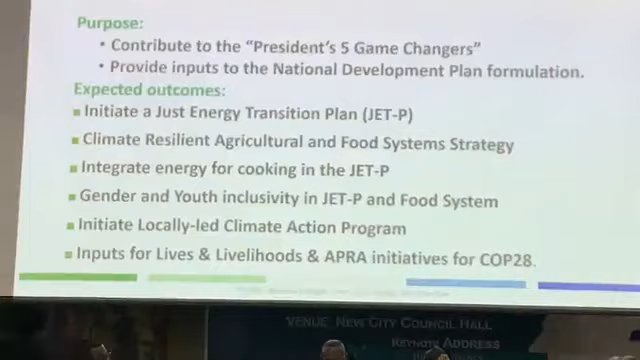 Purpose:
• Contribute to the “President’s 5 Game Changers”
• Provide inputs to the National Development Plan formulation.
Expected outcomes:
▪ Initiate a Just Energy Transition Plan (JET-P)
▪ Climate Resilient Agricultural and Food Systems Strategy
▪ Integrate energy for cooking in the JET-P
▪ Gender and Youth inclusivity in JET-P and Food System
▪ Initiate Locally-led Climate Action Program
▪ Inputs for Lives & Livelihoods & APRA initiatives for COP28.
VENUE: NEW CITY COUNCIL HALL
KEYNOTE ADDRESS